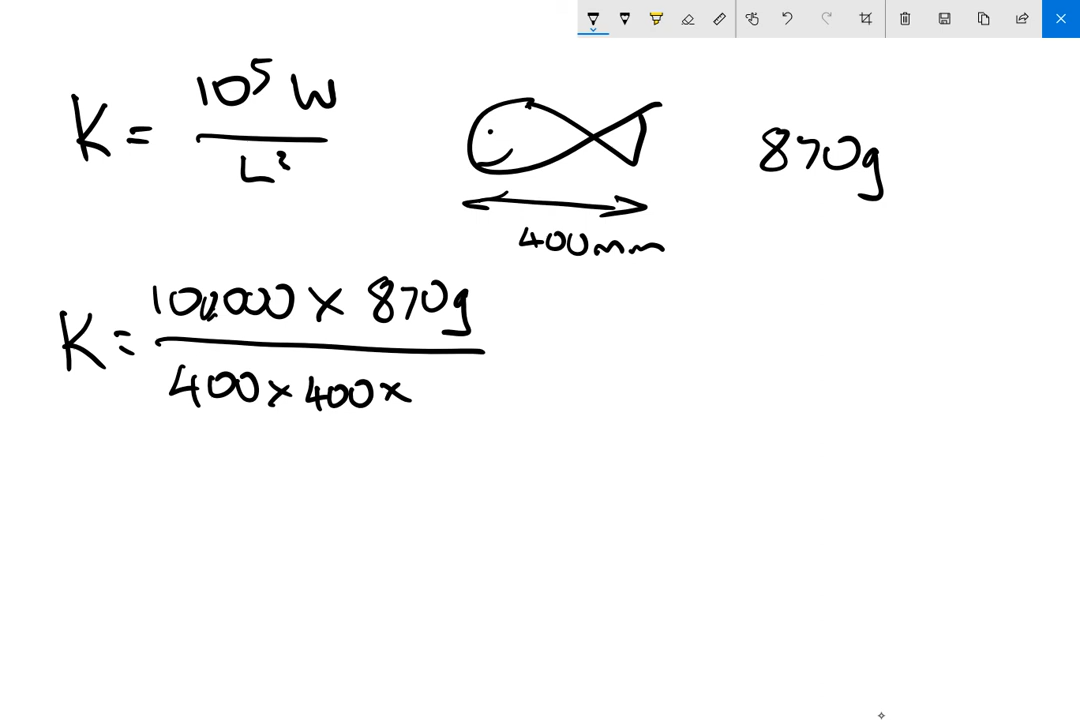 K = 10⁵ W / L³
400mm
870g
K = 100,000 × 870g / 400 × 400 ×